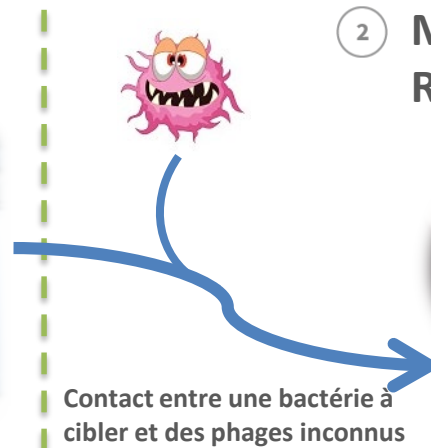 2
Contact entre une bactérie à
cibler et des phages inconnus